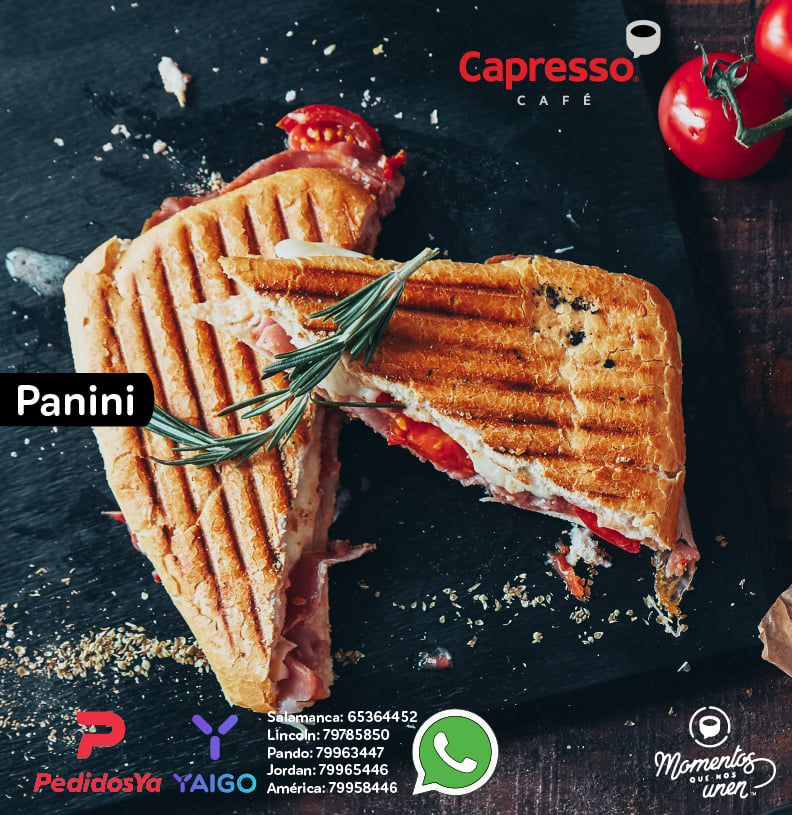 Capresso
CAFÉ
Panini
PedidosYa
YAIGO
Salamanca: 65364452
Lincoln: 79785850
Pando: 79963447
Jordan: 79965446
América: 79958446
Momentos
QUE NOS
unen